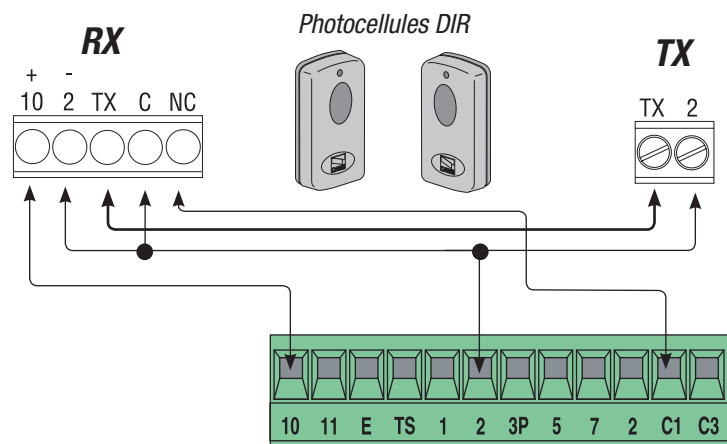 Photocellules DIR
RX
TX
+ -
10 2 TX C NC
TX 2
10 11 E TS 1 2 3P 5 7 2 C1 C3